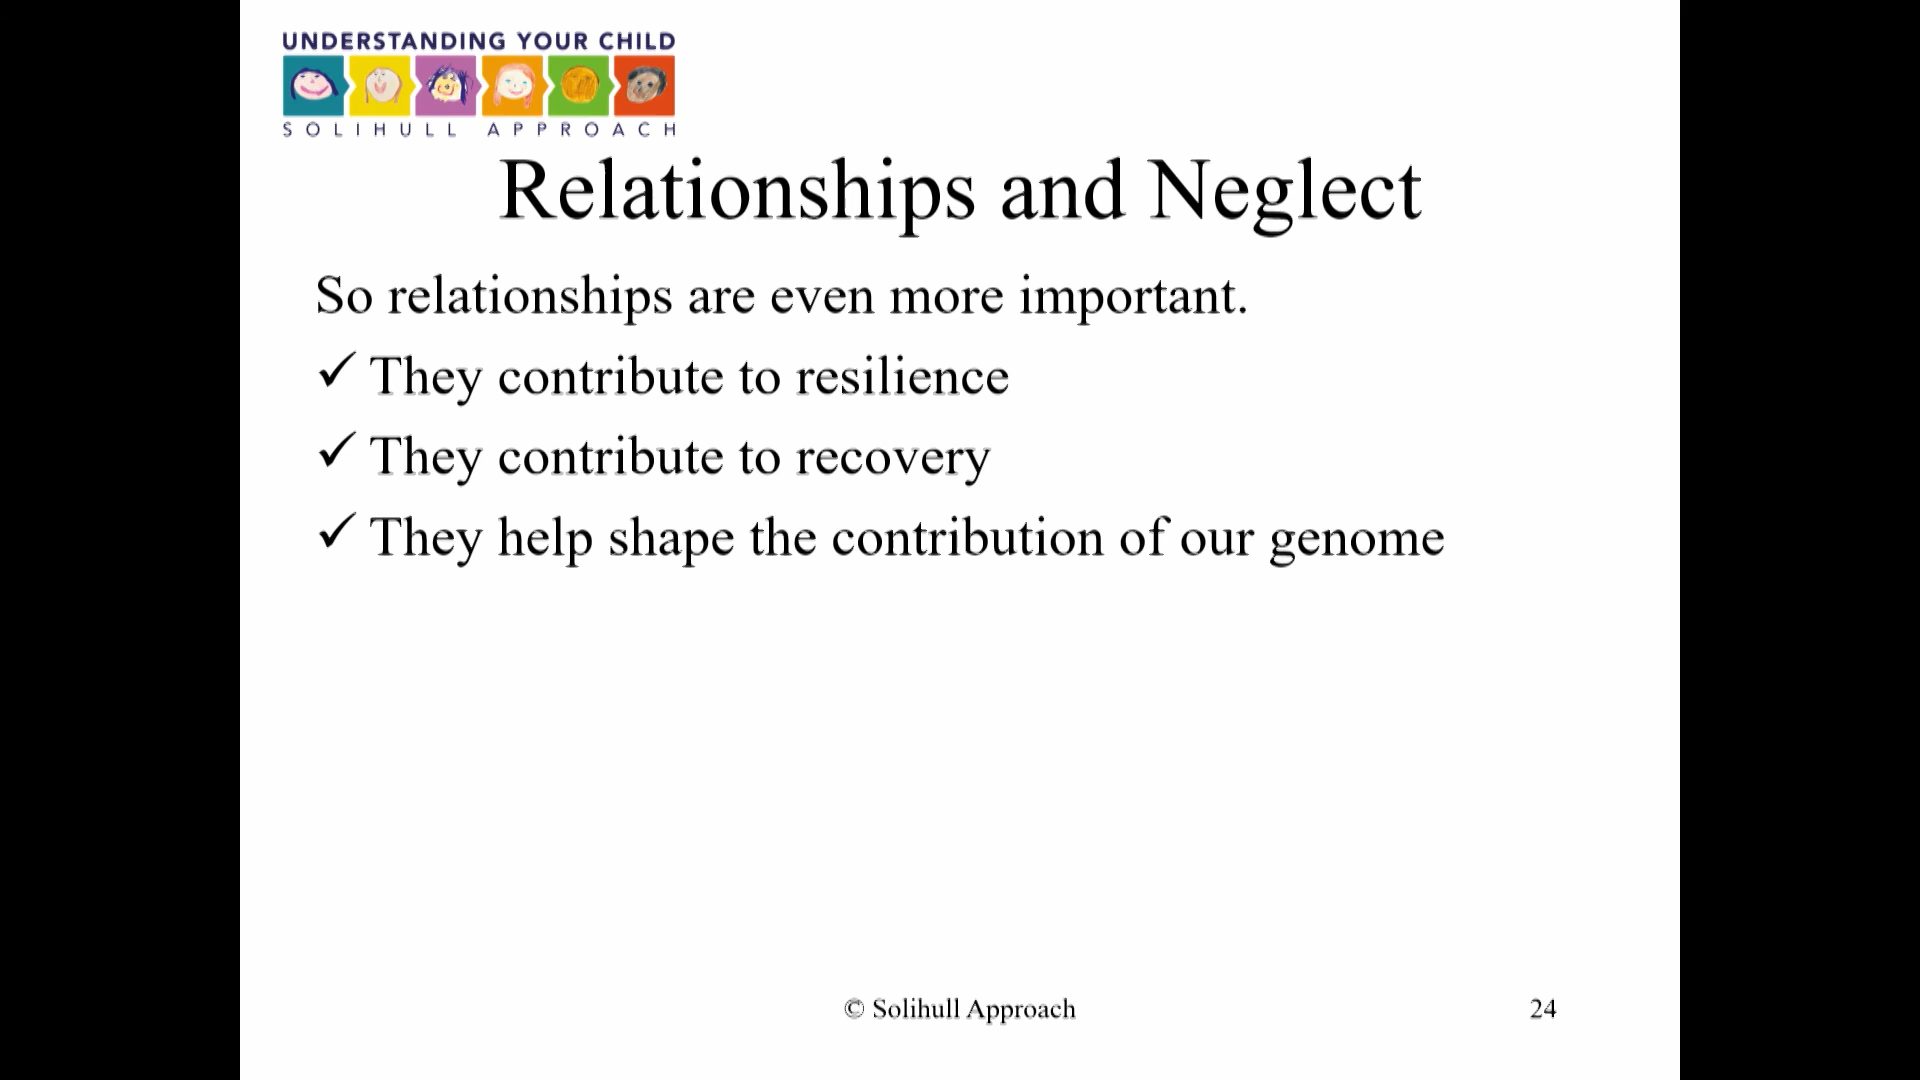 UNDERSTANDING YOUR CHILD
SOLIHULL APPROACH
Relationships and Neglect
So relationships are even more important.
✓ They contribute to resilience
✓ They contribute to recovery
✓ They help shape the contribution of our genome
© Solihull Approach
24